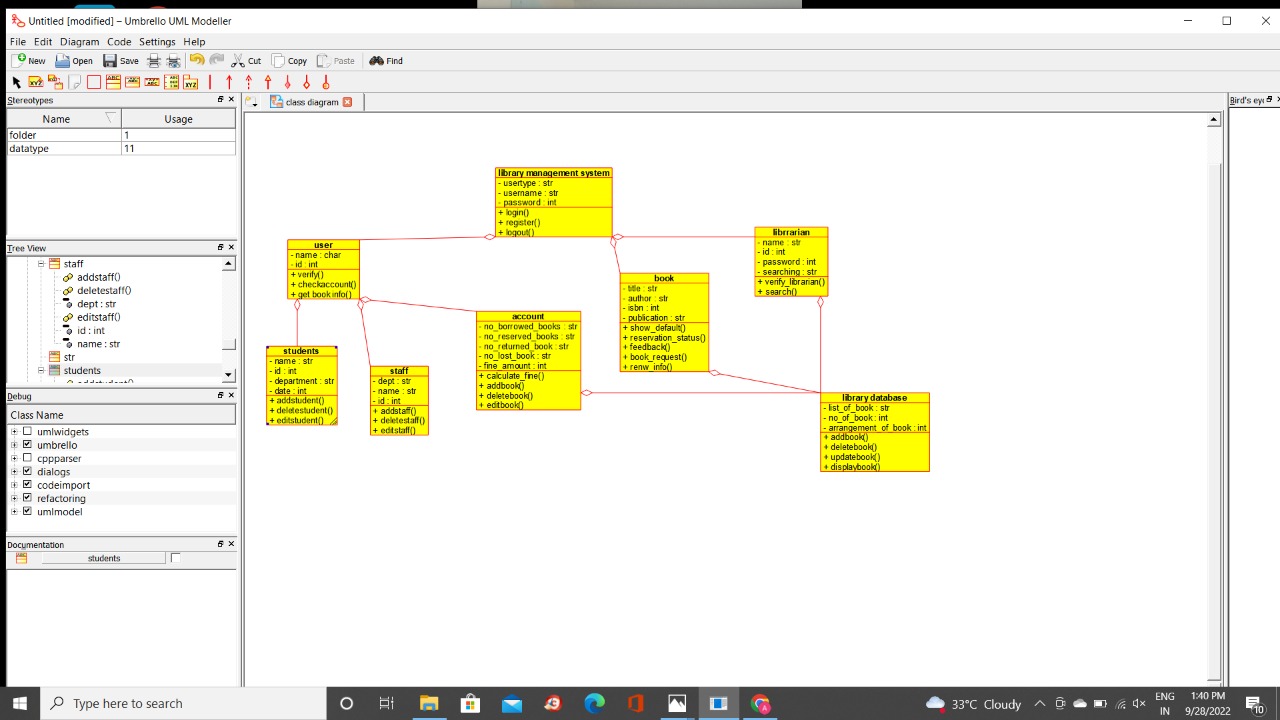 Untitled [modified] – Umbrello UML Modeller
File Edit Diagram Code Settings Help
New Open Save Cut Copy Paste Find
Stereotypes
Name Usage
folder 1
datatype 11
Tree View
staff
addstaff()
deletestaff()
dept : str
editstaff()
id : int
name : str
str
students
Debug
Class Name
umlwidgets
umbrello
cppparser
dialogs
codeimport
refactoring
umlmodel
Documentation
students
class diagram
Bird's eye
library management system
- usertype : str
- username : str
- password : int
+ login()
+ register()
+ logout()
user
- name : char
- id : int
+ verify()
+ checkaccount()
+ get book info()
librrarian
- name : str
- id : int
- password : int
- searching : str
+ verify_librarian()
+ search()
book
- title : str
- author : str
- isbn : int
- publication : str
+ show_default()
+ reservation_status()
+ feedback()
+ book_request()
+ renw_info()
account
- no_borrowed_books : str
- no_reserved_books : str
- no_returned_book : str
- no_lost_book : str
- fine_amount : int
+ calculate_fine()
+ addbook()
+ deletebook()
+ editbook()
students
- name : str
- id : int
- department : str
- date : int
+ addstudent()
+ deletestudent()
+ editstudent()
staff
- dept : str
- name : str
- id : int
+ addstaff()
+ deletestaff()
+ editstaff()
library database
- list_of_book : str
- no_of_book : int
- arrangement_of_book : int
+ addbook()
+ deletebook()
+ updatebook()
+ displaybook()
Type here to search
33°C Cloudy
ENG
IN
1:40 PM
9/28/2022
10